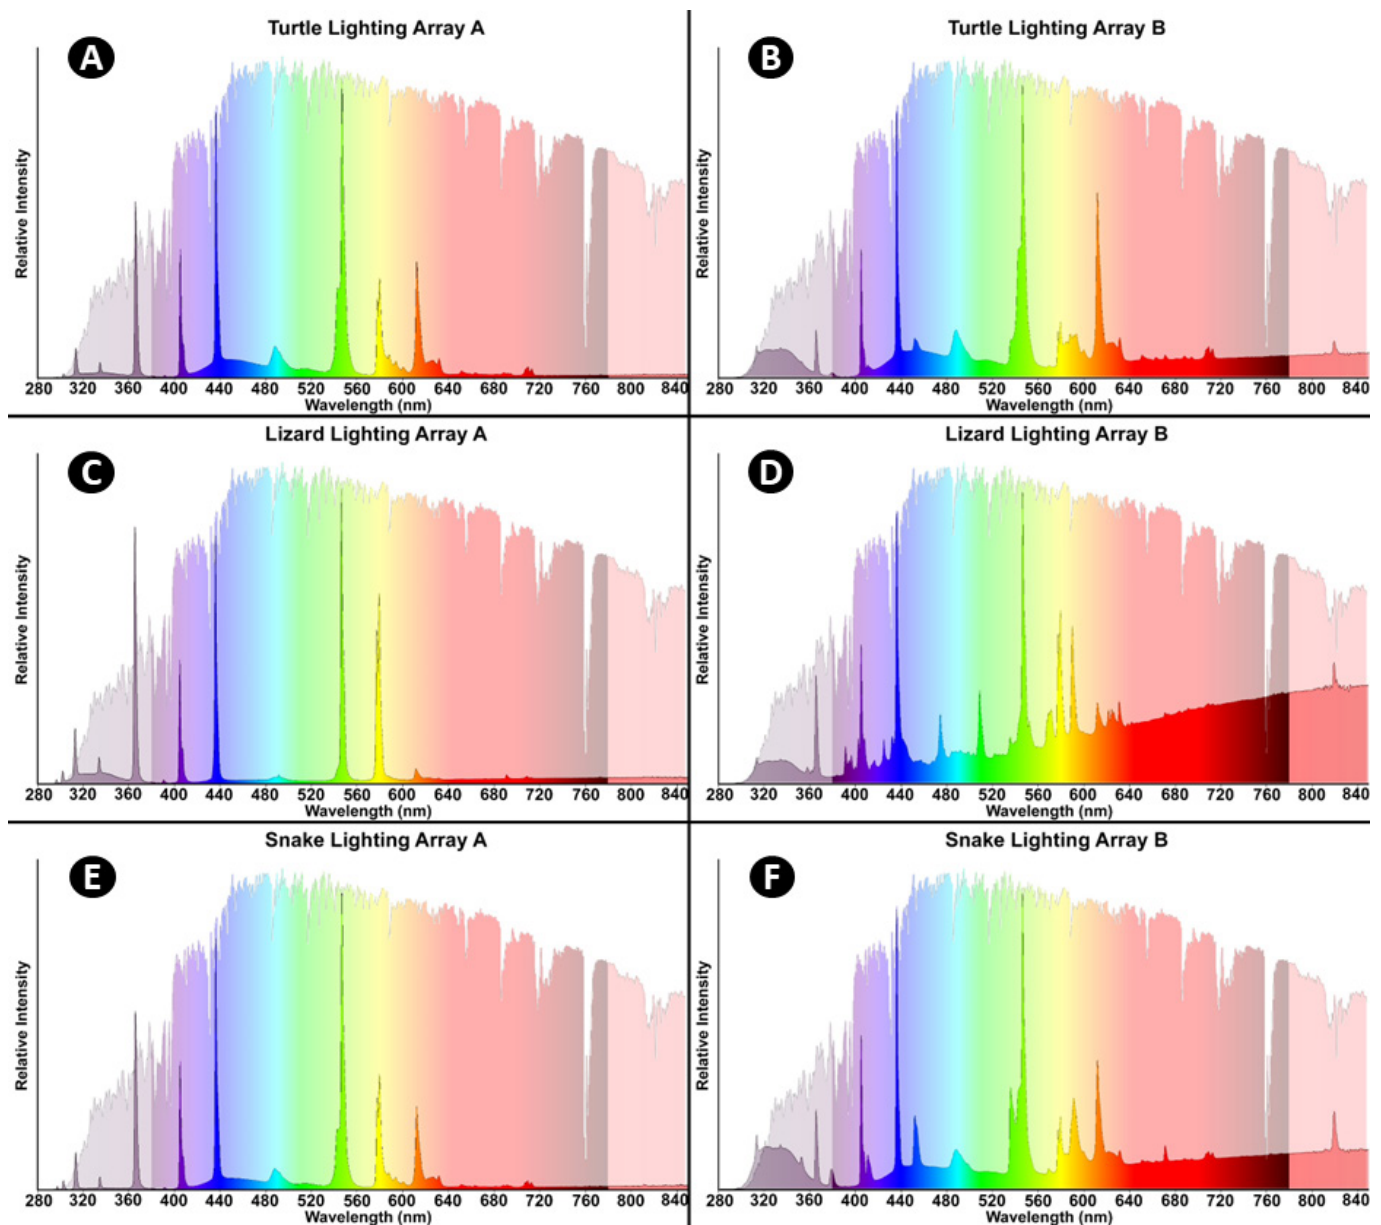 Turtle Lighting Array A
A
Relative Intensity
280 320 360 400 440 480 520 560 600 640 680 720 760 800 840
Wavelength (nm)
Turtle Lighting Array B
B
Relative Intensity
280 320 360 400 440 480 520 560 600 640 680 720 760 800 840
Wavelength (nm)
Lizard Lighting Array A
C
Relative Intensity
280 320 360 400 440 480 520 560 600 640 680 720 760 800 840
Wavelength (nm)
Lizard Lighting Array B
D
Relative Intensity
280 320 360 400 440 480 520 560 600 640 680 720 760 800 840
Wavelength (nm)
Snake Lighting Array A
E
Relative Intensity
280 320 360 400 440 480 520 560 600 640 680 720 760 800 840
Wavelength (nm)
Snake Lighting Array B
F
Relative Intensity
280 320 360 400 440 480 520 560 600 640 680 720 760 800 840
Wavelength (nm)